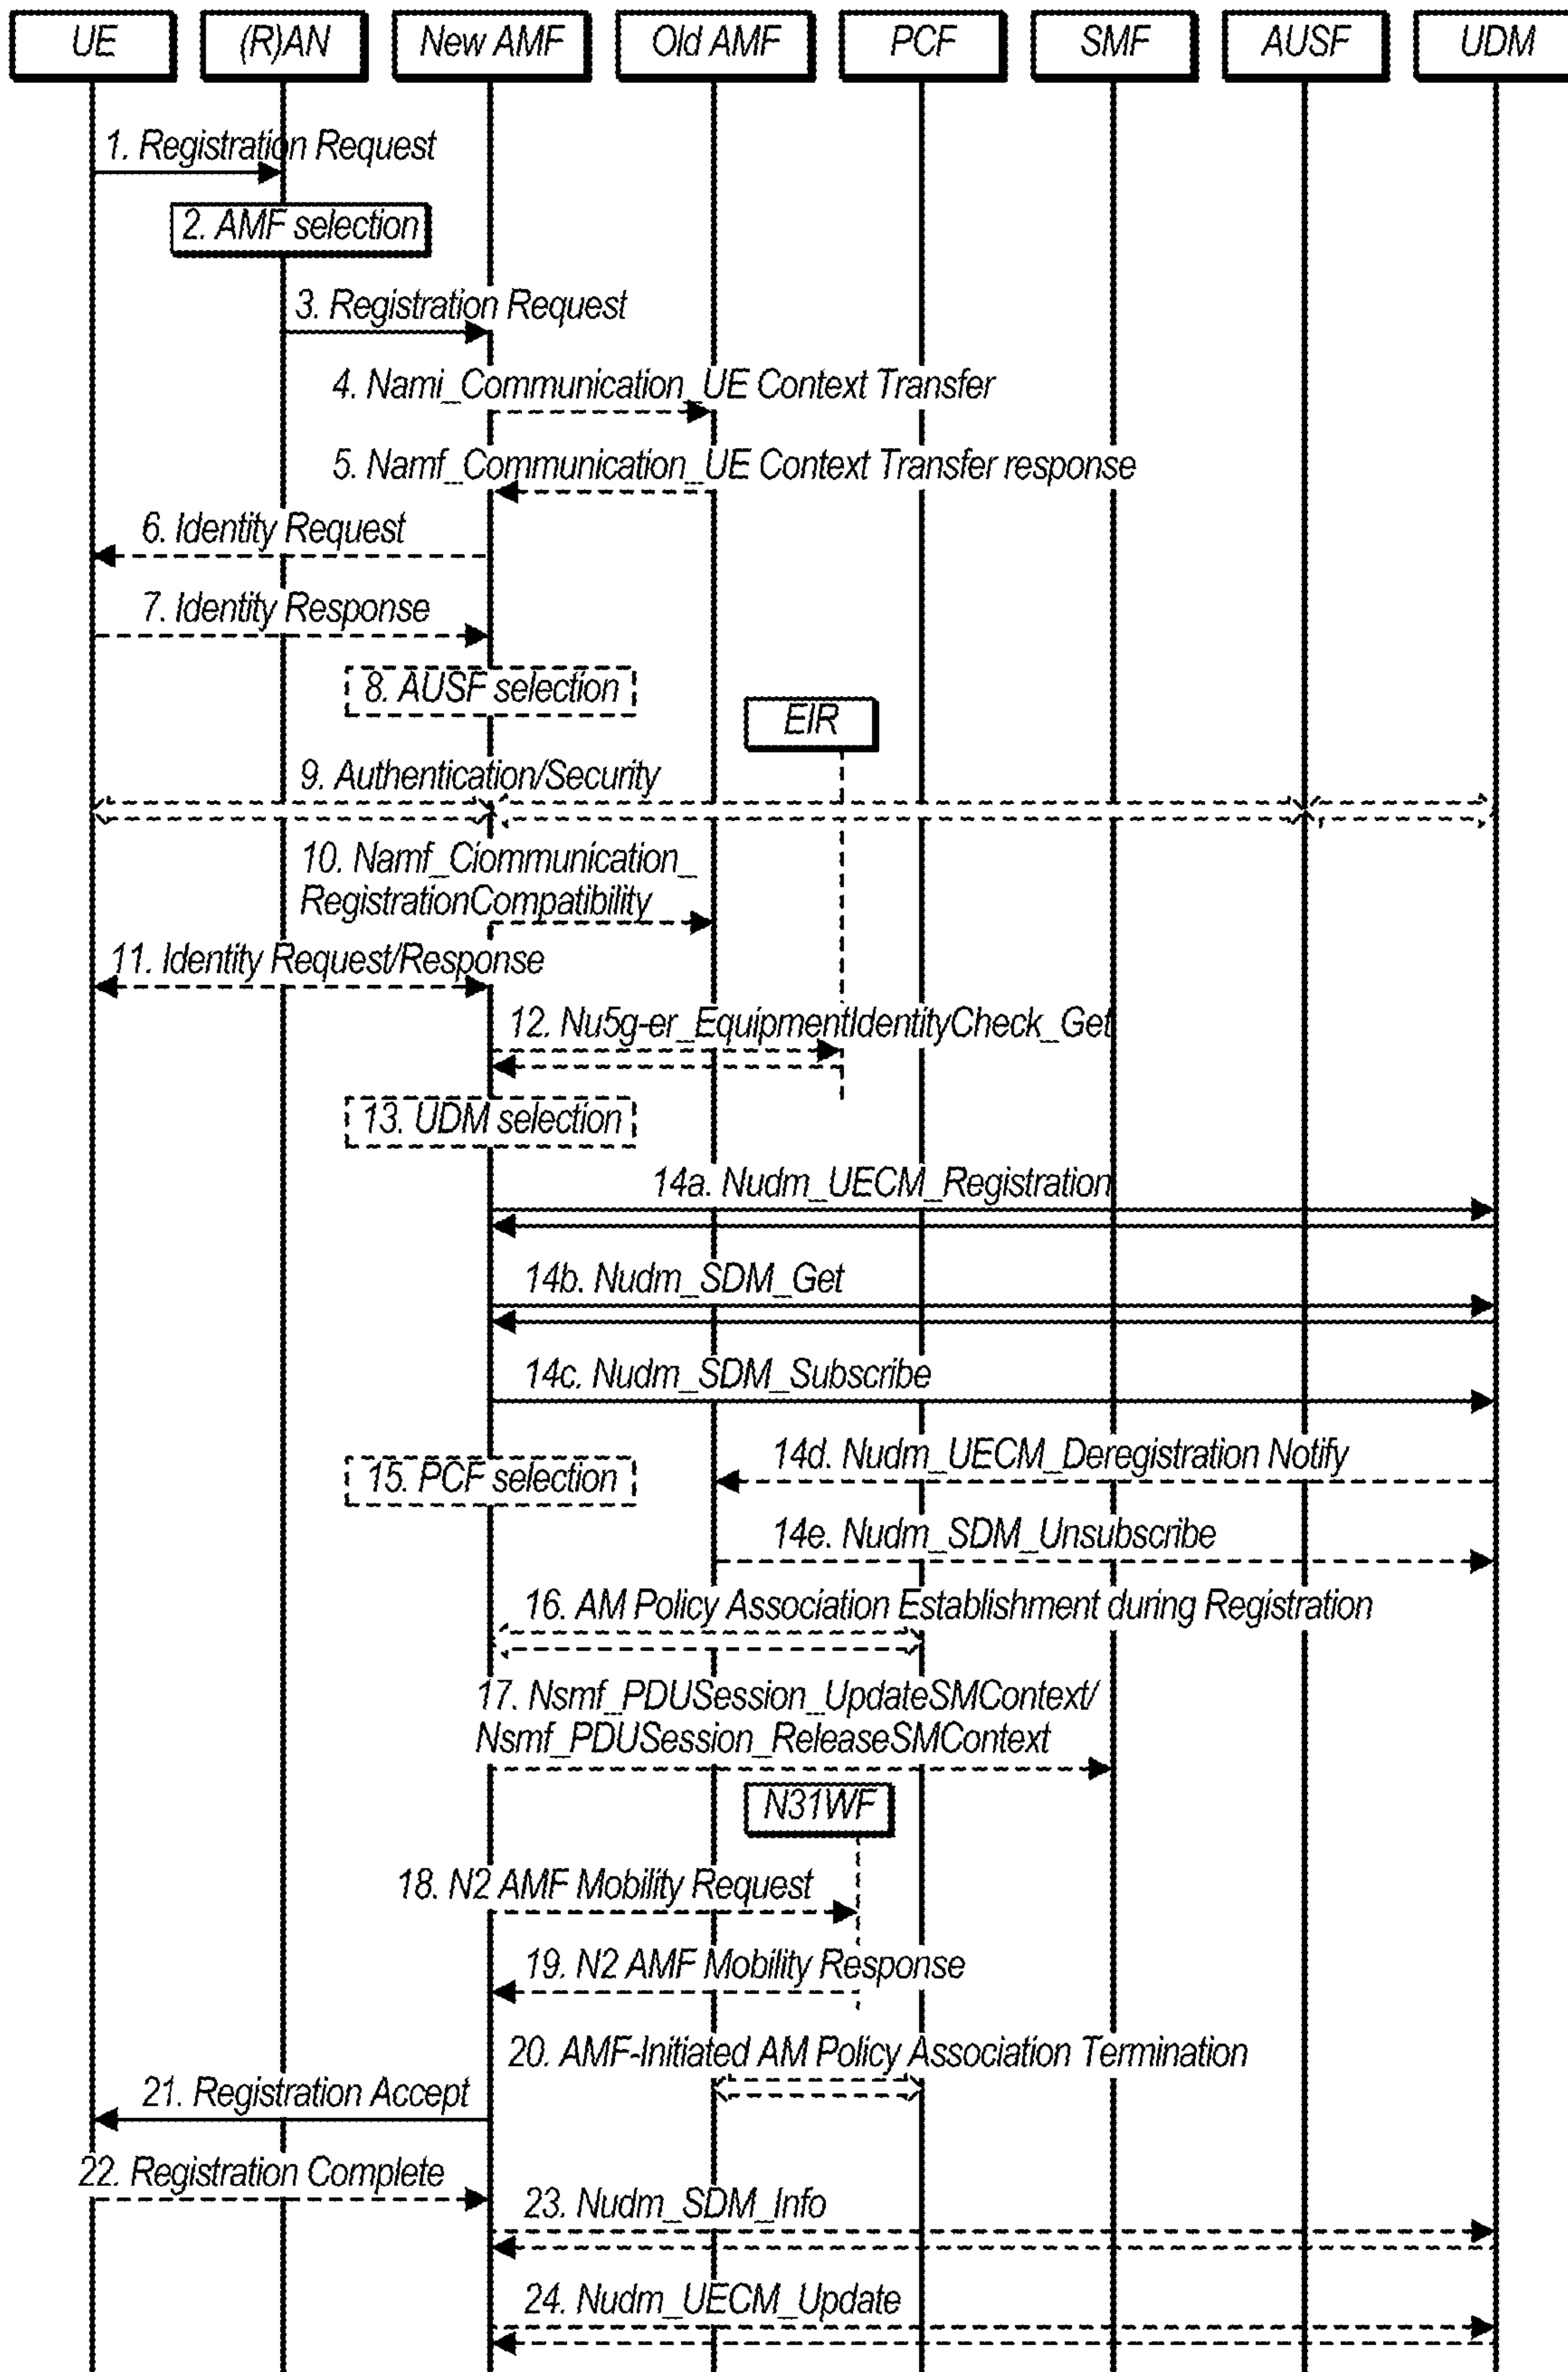 UE
(R)AN
New AMF
Old AMF
PCF
SMF
AUSF
UDM
1. Registration Request
2. AMF selection
3. Registration Request
4. Nami_Communication_UE Context Transfer
5. Namf_Communication_UE Context Transfer response
6. Identity Request
7. Identity Response
8. AUSF selection
EIR
9. Authentication/Security
10. Namf_Ciommunication_
RegistrationCompatibility
11. Identity Request/Response
12. Nu5g-er_EquipmentIdentityCheck_Get
13. UDM selection
14a. Nudm_UECM_Registration
14b. Nudm_SDM_Get
14c. Nudm_SDM_Subscribe
14d. Nudm_UECM_Deregistration Notify
15. PCF selection
14e. Nudm_SDM_Unsubscribe
16. AM Policy Association Establishment during Registration
17. Nsmf_PDUSession_UpdateSMContext/
Nsmf_PDUSession_ReleaseSMContext
N31WF
18. N2 AMF Mobility Request
19. N2 AMF Mobility Response
20. AMF-Initiated AM Policy Association Termination
21. Registration Accept
22. Registration Complete
23. Nudm_SDM_Info
24. Nudm_UECM_Update